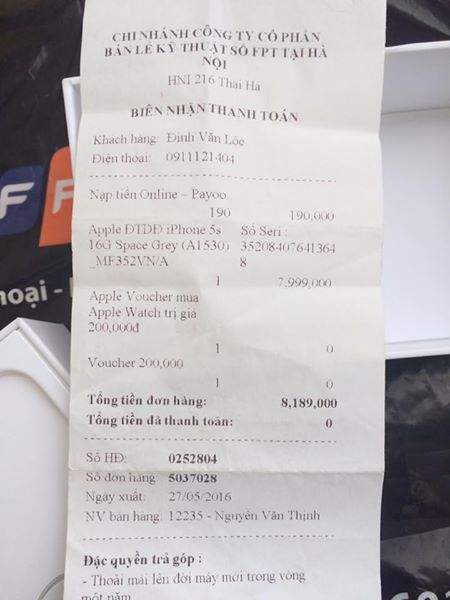 CHI NHÁNH CÔNG TY CỔ PHẦN
BÁN LẺ KỸ THUẬT SỐ FPT TẠI HÀ
NỘI
HNI 216 Thái Hà
BIÊN NHẬN THANH TOÁN
Khách hàng: Đinh Văn Lộc
Điện thoại: 0911121404
Nạp tiền Online – Payoo
190 190,000
Apple ĐTDĐ iPhone 5s Số Seri :
16G Space Grey (A1530) 35208407641364
_MF352VN/A 8
1 7,999,000
Apple Voucher mua
Apple Watch trị giá
200,000đ
1 0
Voucher 200,000
1 0
Tổng tiền đơn hàng: 8,189,000
Tổng tiền đã thanh toán: 0
Số HĐ: 0252804
Số đơn hàng 5037028
Ngày xuất: 27/05/2016
NV bán hàng: 12235 - Nguyễn Văn Thịnh
Đặc quyền trả góp :
- Thoải mái lên đời máy mới trong vòng
một năm
F F
hoại -